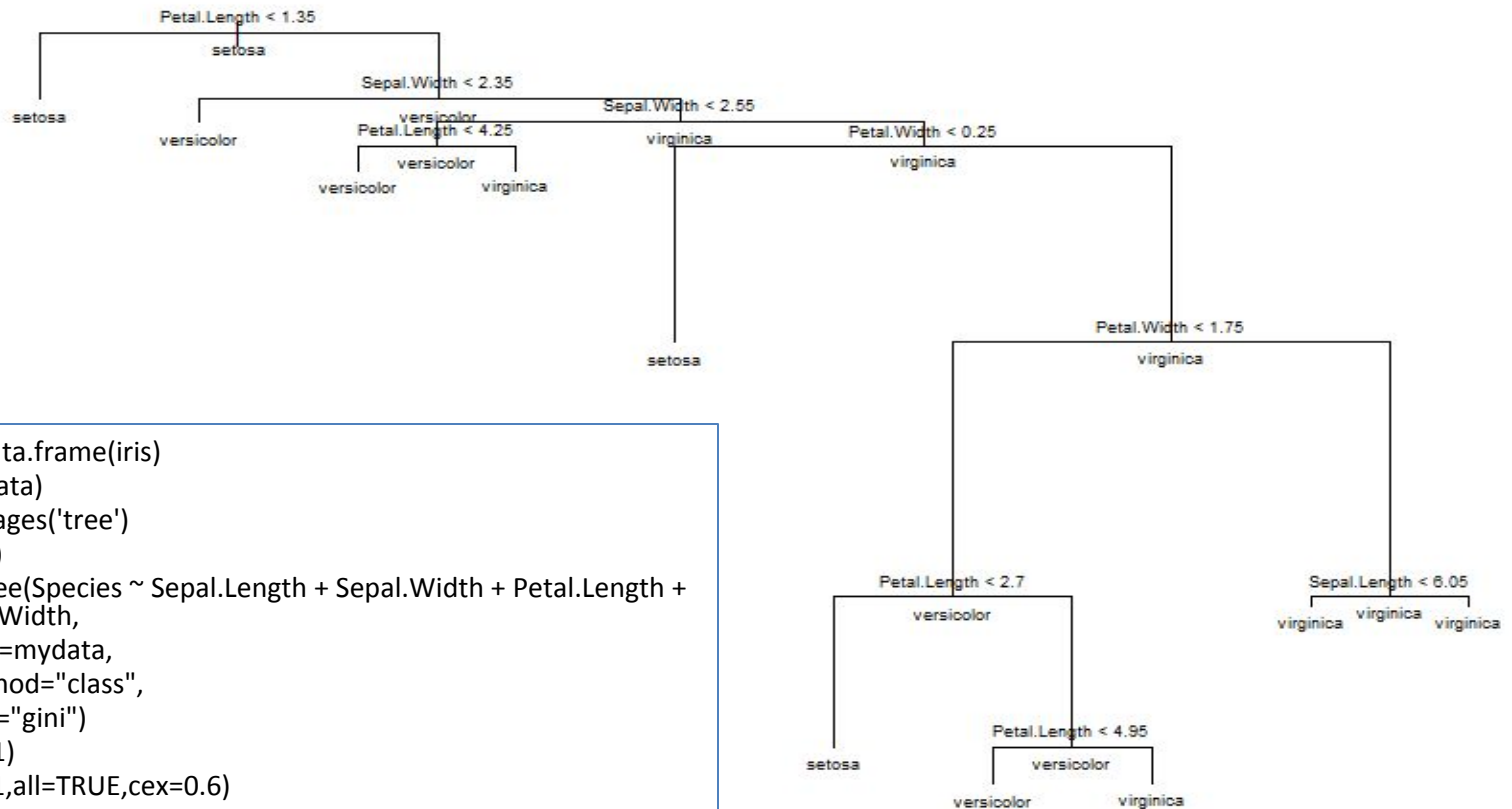 Petal.Length < 1.35
setosa
Sepal.Width < 2.35
setosa
versicolor
Sepal.Width < 2.55
versicolor
Petal.Length < 4.25
virginica
Petal.Width < 0.25
versicolor
virginica
versicolor
virginica
Petal.Width < 1.75
setosa
virginica
ta.frame(iris)
ata)
ages('tree')
)
ee(Species ~ Sepal.Length + Sepal.Width + Petal.Length +
Width,
=mydata,
nod="class",
="gini")
1)
1,all=TRUE,cex=0.6)
Petal.Length < 2.7
versicolor
Sepal.Length < 6.05
virginica
virginica
virginica
Petal.Length < 4.95
setosa
versicolor
versicolor
virginica